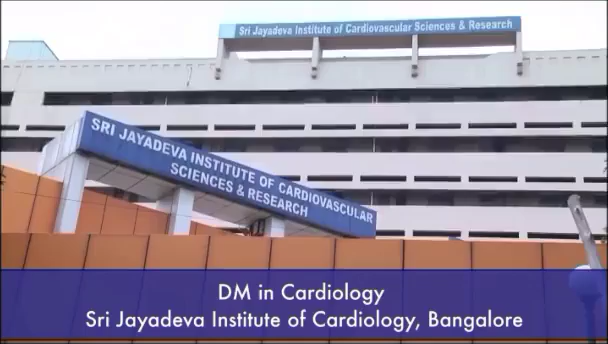 Sri Jayadeva Institute of Cardiovascular Sciences & Research
SRI JAYADEVA INSTITUTE OF CARDIOVASCULAR
SCIENCES & RESEARCH
DM in Cardiology
Sri Jayadeva Institute of Cardiology, Bangalore